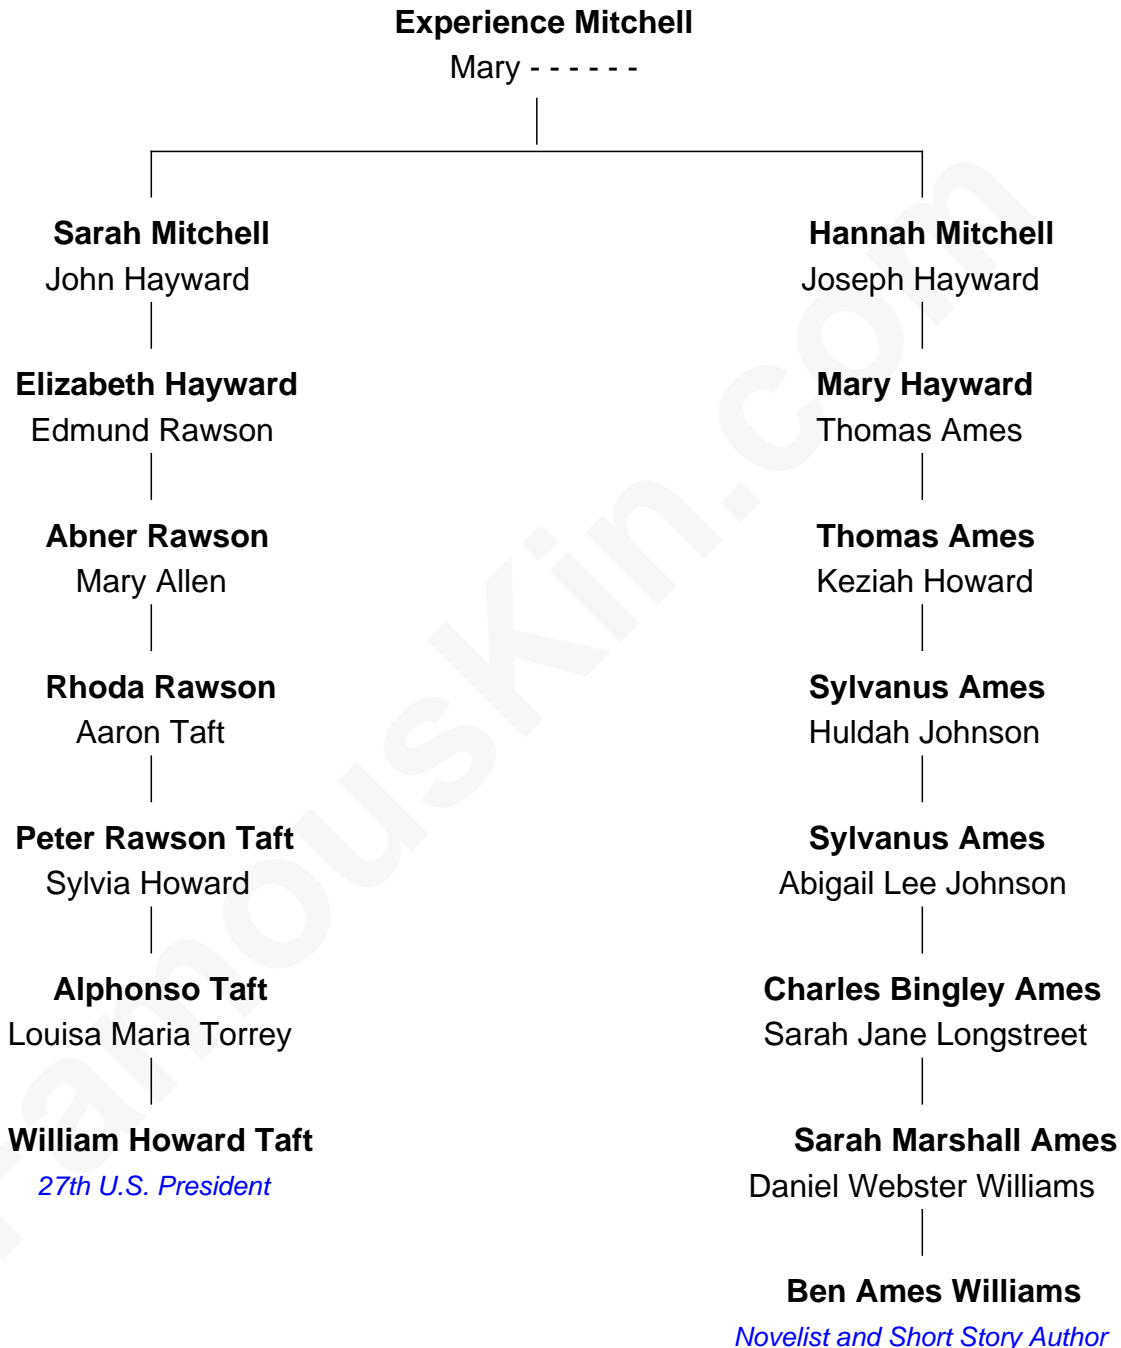 Experience Mitchell
Mary - - - - - -
Sarah Mitchell
John Hayward
Hannah Mitchell
Joseph Hayward
Elizabeth Hayward
Edmund Rawson
Mary Hayward
Thomas Ames
Abner Rawson
Mary Allen
Thomas Ames
Keziah Howard
Rhoda Rawson
Aaron Taft
Sylvanus Ames
Huldah Johnson
Peter Rawson Taft
Sylvia Howard
Sylvanus Ames
Abigail Lee Johnson
Alphonso Taft
Louisa Maria Torrey
Charles Bingley Ames
Sarah Jane Longstreet
William Howard Taft
27th U.S. President
Sarah Marshall Ames
Daniel Webster Williams
Ben Ames Williams
Novelist and Short Story Author
FamousKin.com